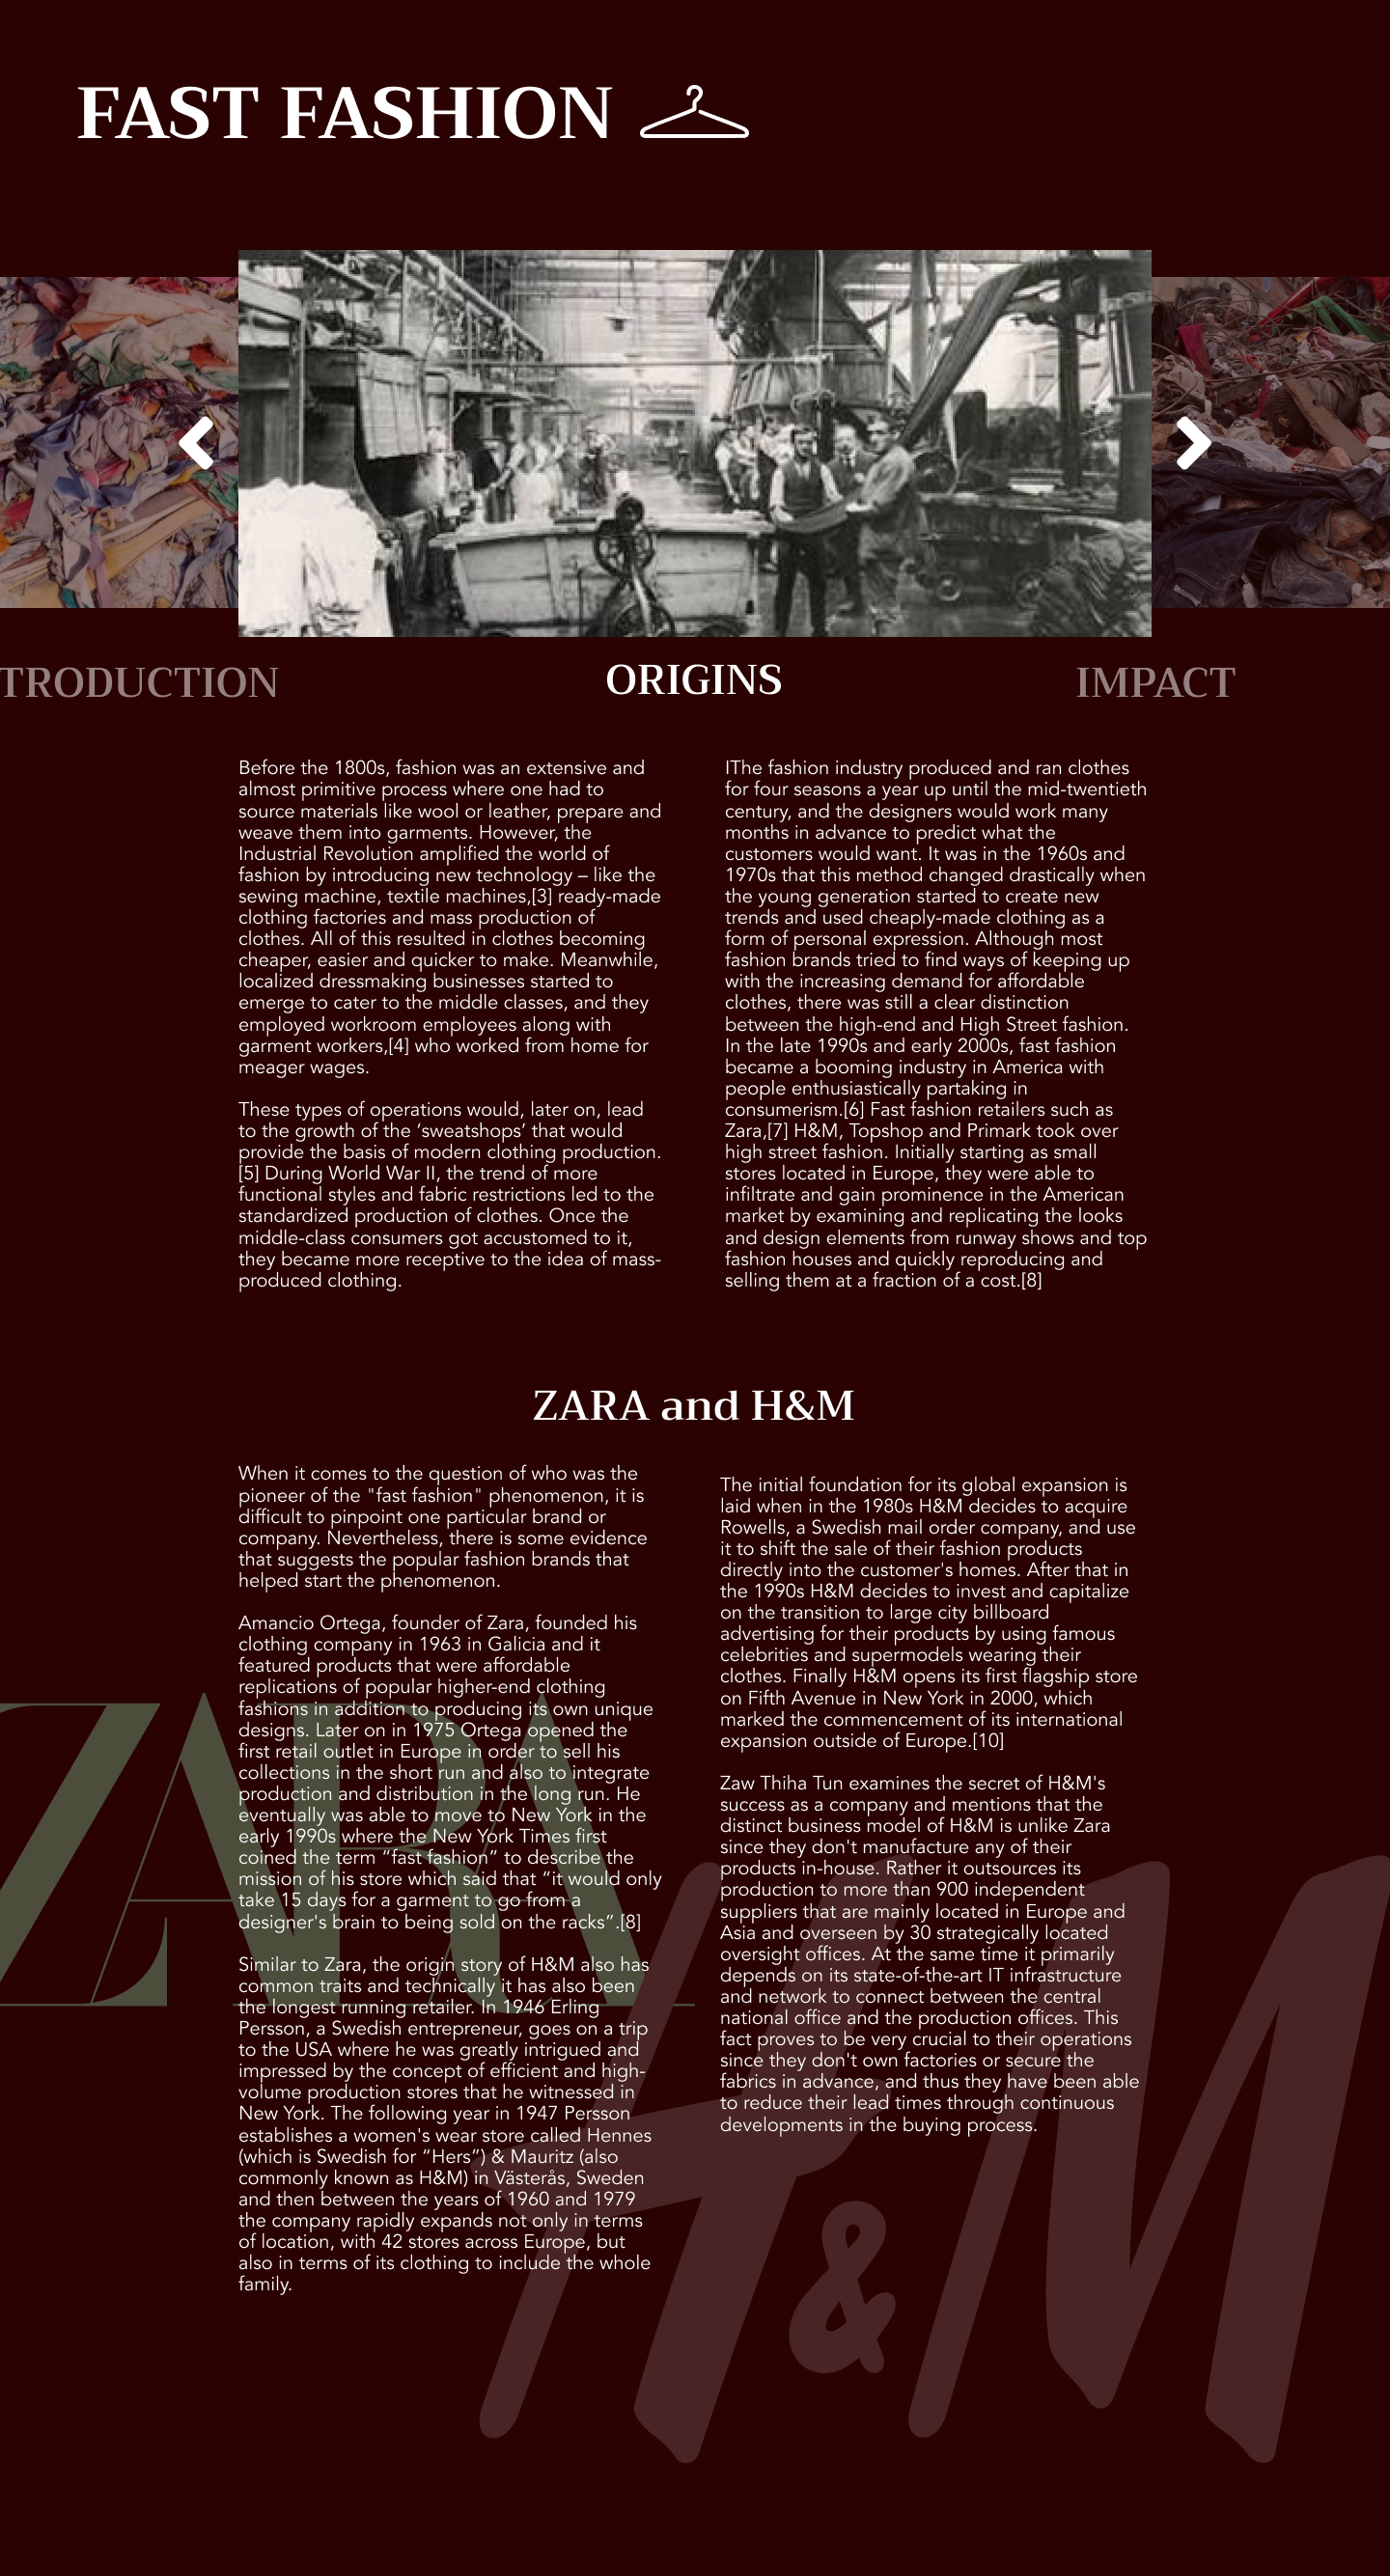 FAST FASHION
TRODUCTION
ORIGINS
IMPACT
Before the 1800s, fashion was an extensive and
almost primitive process where one had to
source materials like wool or leather, prepare and
weave them into garments. However, the
Industrial Revolution amplified the world of
fashion by introducing new technology – like the
sewing machine, textile machines,[3] ready-made
clothing factories and mass production of
clothes. All of this resulted in clothes becoming
cheaper, easier and quicker to make. Meanwhile,
localized dressmaking businesses started to
emerge to cater to the middle classes, and they
employed workroom employees along with
garment workers,[4] who worked from home for
meager wages.
These types of operations would, later on, lead
to the growth of the ‘sweatshops’ that would
provide the basis of modern clothing production.
[5] During World War II, the trend of more
functional styles and fabric restrictions led to the
standardized production of clothes. Once the
middle-class consumers got accustomed to it,
they became more receptive to the idea of mass-
produced clothing.
IThe fashion industry produced and ran clothes
for four seasons a year up until the mid-twentieth
century, and the designers would work many
months in advance to predict what the
customers would want. It was in the 1960s and
1970s that this method changed drastically when
the young generation started to create new
trends and used cheaply-made clothing as a
form of personal expression. Although most
fashion brands tried to find ways of keeping up
with the increasing demand for affordable
clothes, there was still a clear distinction
between the high-end and High Street fashion.
In the late 1990s and early 2000s, fast fashion
became a booming industry in America with
people enthusiastically partaking in
consumerism.[6] Fast fashion retailers such as
Zara,[7] H&M, Topshop and Primark took over
high street fashion. Initially starting as small
stores located in Europe, they were able to
infiltrate and gain prominence in the American
market by examining and replicating the looks
and design elements from runway shows and top
fashion houses and quickly reproducing and
selling them at a fraction of a cost.[8]
ZARA and H&M
When it comes to the question of who was the
pioneer of the "fast fashion" phenomenon, it is
difficult to pinpoint one particular brand or
company. Nevertheless, there is some evidence
that suggests the popular fashion brands that
helped start the phenomenon.
Amancio Ortega, founder of Zara, founded his
clothing company in 1963 in Galicia and it
featured products that were affordable
replications of popular higher-end clothing
fashions in addition to producing its own unique
designs. Later on in 1975 Ortega opened the
first retail outlet in Europe in order to sell his
collections in the short run and also to integrate
production and distribution in the long run. He
eventually was able to move to New York in the
early 1990s where the New York Times first
coined the term “fast fashion” to describe the
mission of his store which said that “it would only
take 15 days for a garment to go from a
designer's brain to being sold on the racks”.[8]
Similar to Zara, the origin story of H&M also has
common traits and technically it has also been
the longest running retailer. In 1946 Erling
Persson, a Swedish entrepreneur, goes on a trip
to the USA where he was greatly intrigued and
impressed by the concept of efficient and high-
volume production stores that he witnessed in
New York. The following year in 1947 Persson
establishes a women's wear store called Hennes
(which is Swedish for “Hers”) & Mauritz (also
commonly known as H&M) in Västerås, Sweden
and then between the years of 1960 and 1979
the company rapidly expands not only in terms
of location, with 42 stores across Europe, but
also in terms of its clothing to include the whole
family.
The initial foundation for its global expansion is
laid when in the 1980s H&M decides to acquire
Rowells, a Swedish mail order company, and use
it to shift the sale of their fashion products
directly into the customer's homes. After that in
the 1990s H&M decides to invest and capitalize
on the transition to large city billboard
advertising for their products by using famous
celebrities and supermodels wearing their
clothes. Finally H&M opens its first flagship store
on Fifth Avenue in New York in 2000, which
marked the commencement of its international
expansion outside of Europe.[10]
Zaw Thiha Tun examines the secret of H&M's
success as a company and mentions that the
distinct business model of H&M is unlike Zara
since they don't manufacture any of their
products in-house. Rather it outsources its
production to more than 900 independent
suppliers that are mainly located in Europe and
Asia and overseen by 30 strategically located
oversight offices. At the same time it primarily
depends on its state-of-the-art IT infrastructure
and network to connect between the central
national office and the production offices. This
fact proves to be very crucial to their operations
since they don't own factories or secure the
fabrics in advance, and thus they have been able
to reduce their lead times through continuous
developments in the buying process.
ZARA
H&M